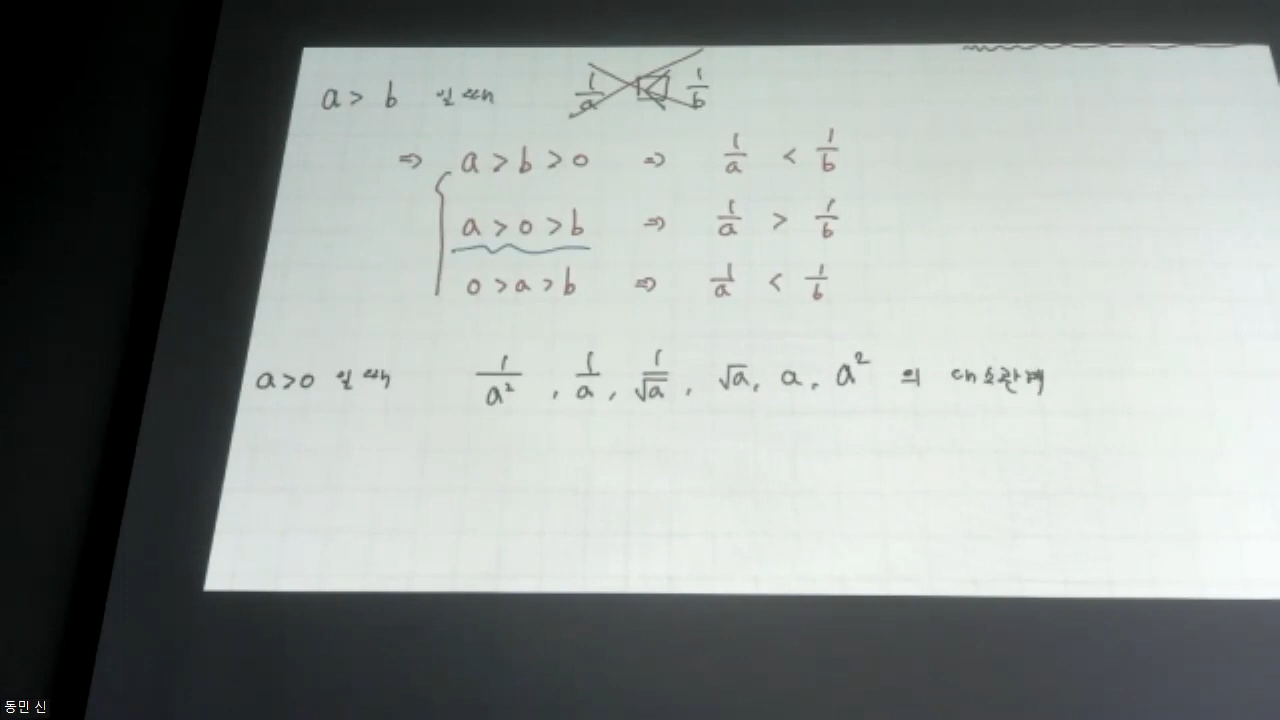 a > b 일 때 1/a < 1/b
⇒ a > b > 0 ⇒ 1/a < 1/b
a > 0 > b ⇒ 1/a > 1/b
0 > a > b ⇒ 1/a < 1/b
a>0 일 때 1/a², 1/a, 1/√a, √a, a, a² 의 대소관계
동민 신